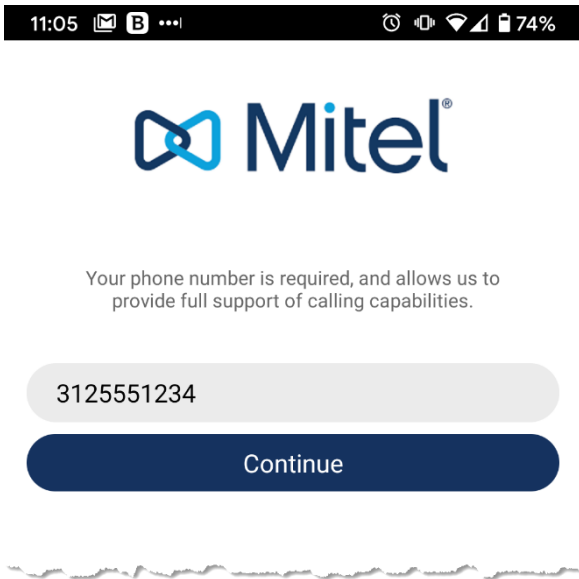 11:05 B 74%
Mitel®
Your phone number is required, and allows us to
provide full support of calling capabilities.
3125551234
Continue